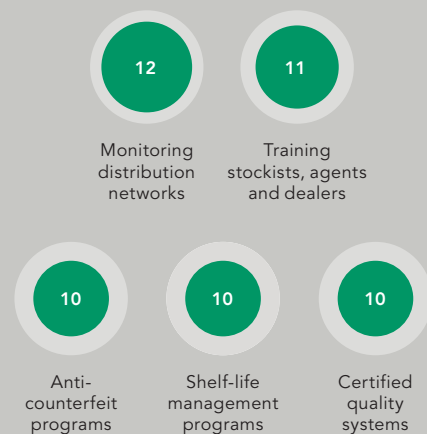 12
11
Monitoring
distribution
networks
Training
stockists, agents
and dealers
10
10
10
Anti-
counterfeit
programs
Shelf-life
management
programs
Certified
quality
systems